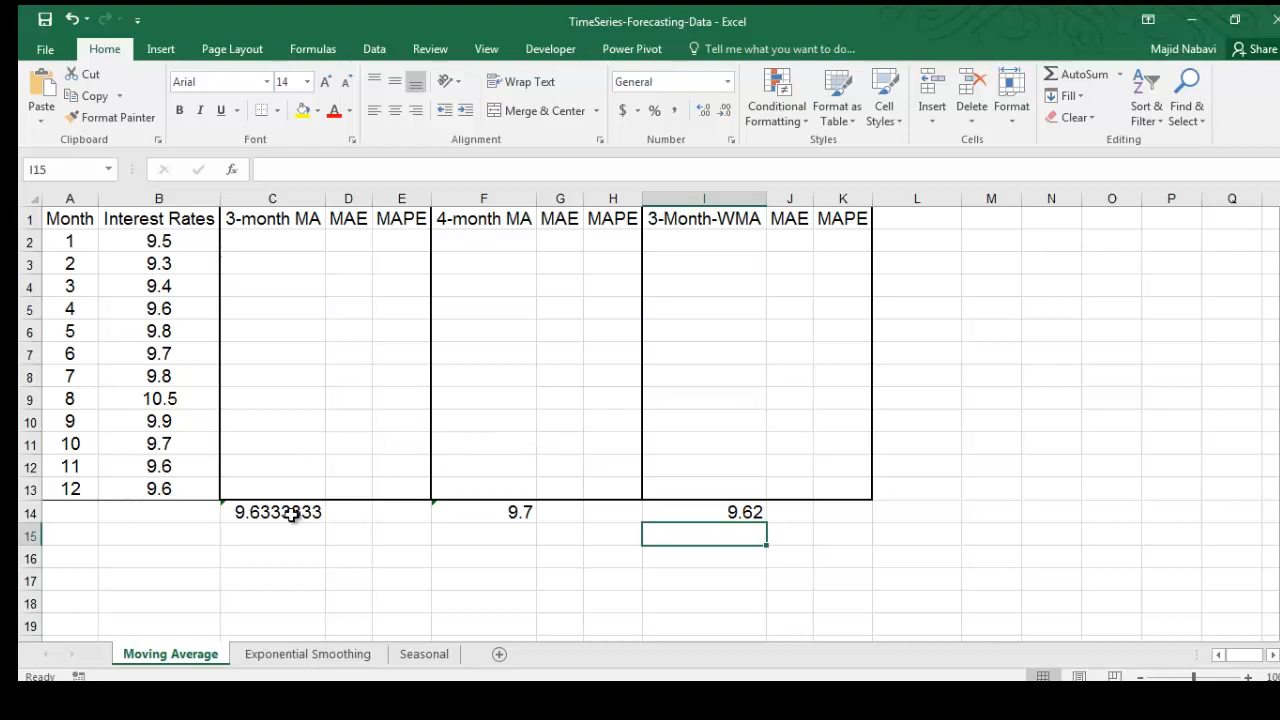 TimeSeries-Forecasting-Data - Excel
File Home Insert Page Layout Formulas Data Review View Developer Power Pivot Tell me what you want to do... Majid Nabavi Share
Paste Cut Arial 14 Wrap Text General Conditional Formatting Format as Table Cell Styles Insert Delete Format AutoSum Sort & Filter Find & Select
Copy B I U Merge & Center $ % Fill
Format Painter Clear
Clipboard Font Alignment Number Styles Cells Editing
I15 fx
A B C D E F G H I J K L M N O P Q
1 Month Interest Rates 3-month MA MAE MAPE 4-month MA MAE MAPE 3-Month-WMA MAE MAPE
2 1 9.5
3 2 9.3
4 3 9.4
5 4 9.6
6 5 9.8
7 6 9.7
8 7 9.8
9 8 10.5
10 9 9.9
11 10 9.7
12 11 9.6
13 12 9.6
14 9.6333333 9.7 9.62
15
16
17
18
19
Moving Average Exponential Smoothing Seasonal
Ready